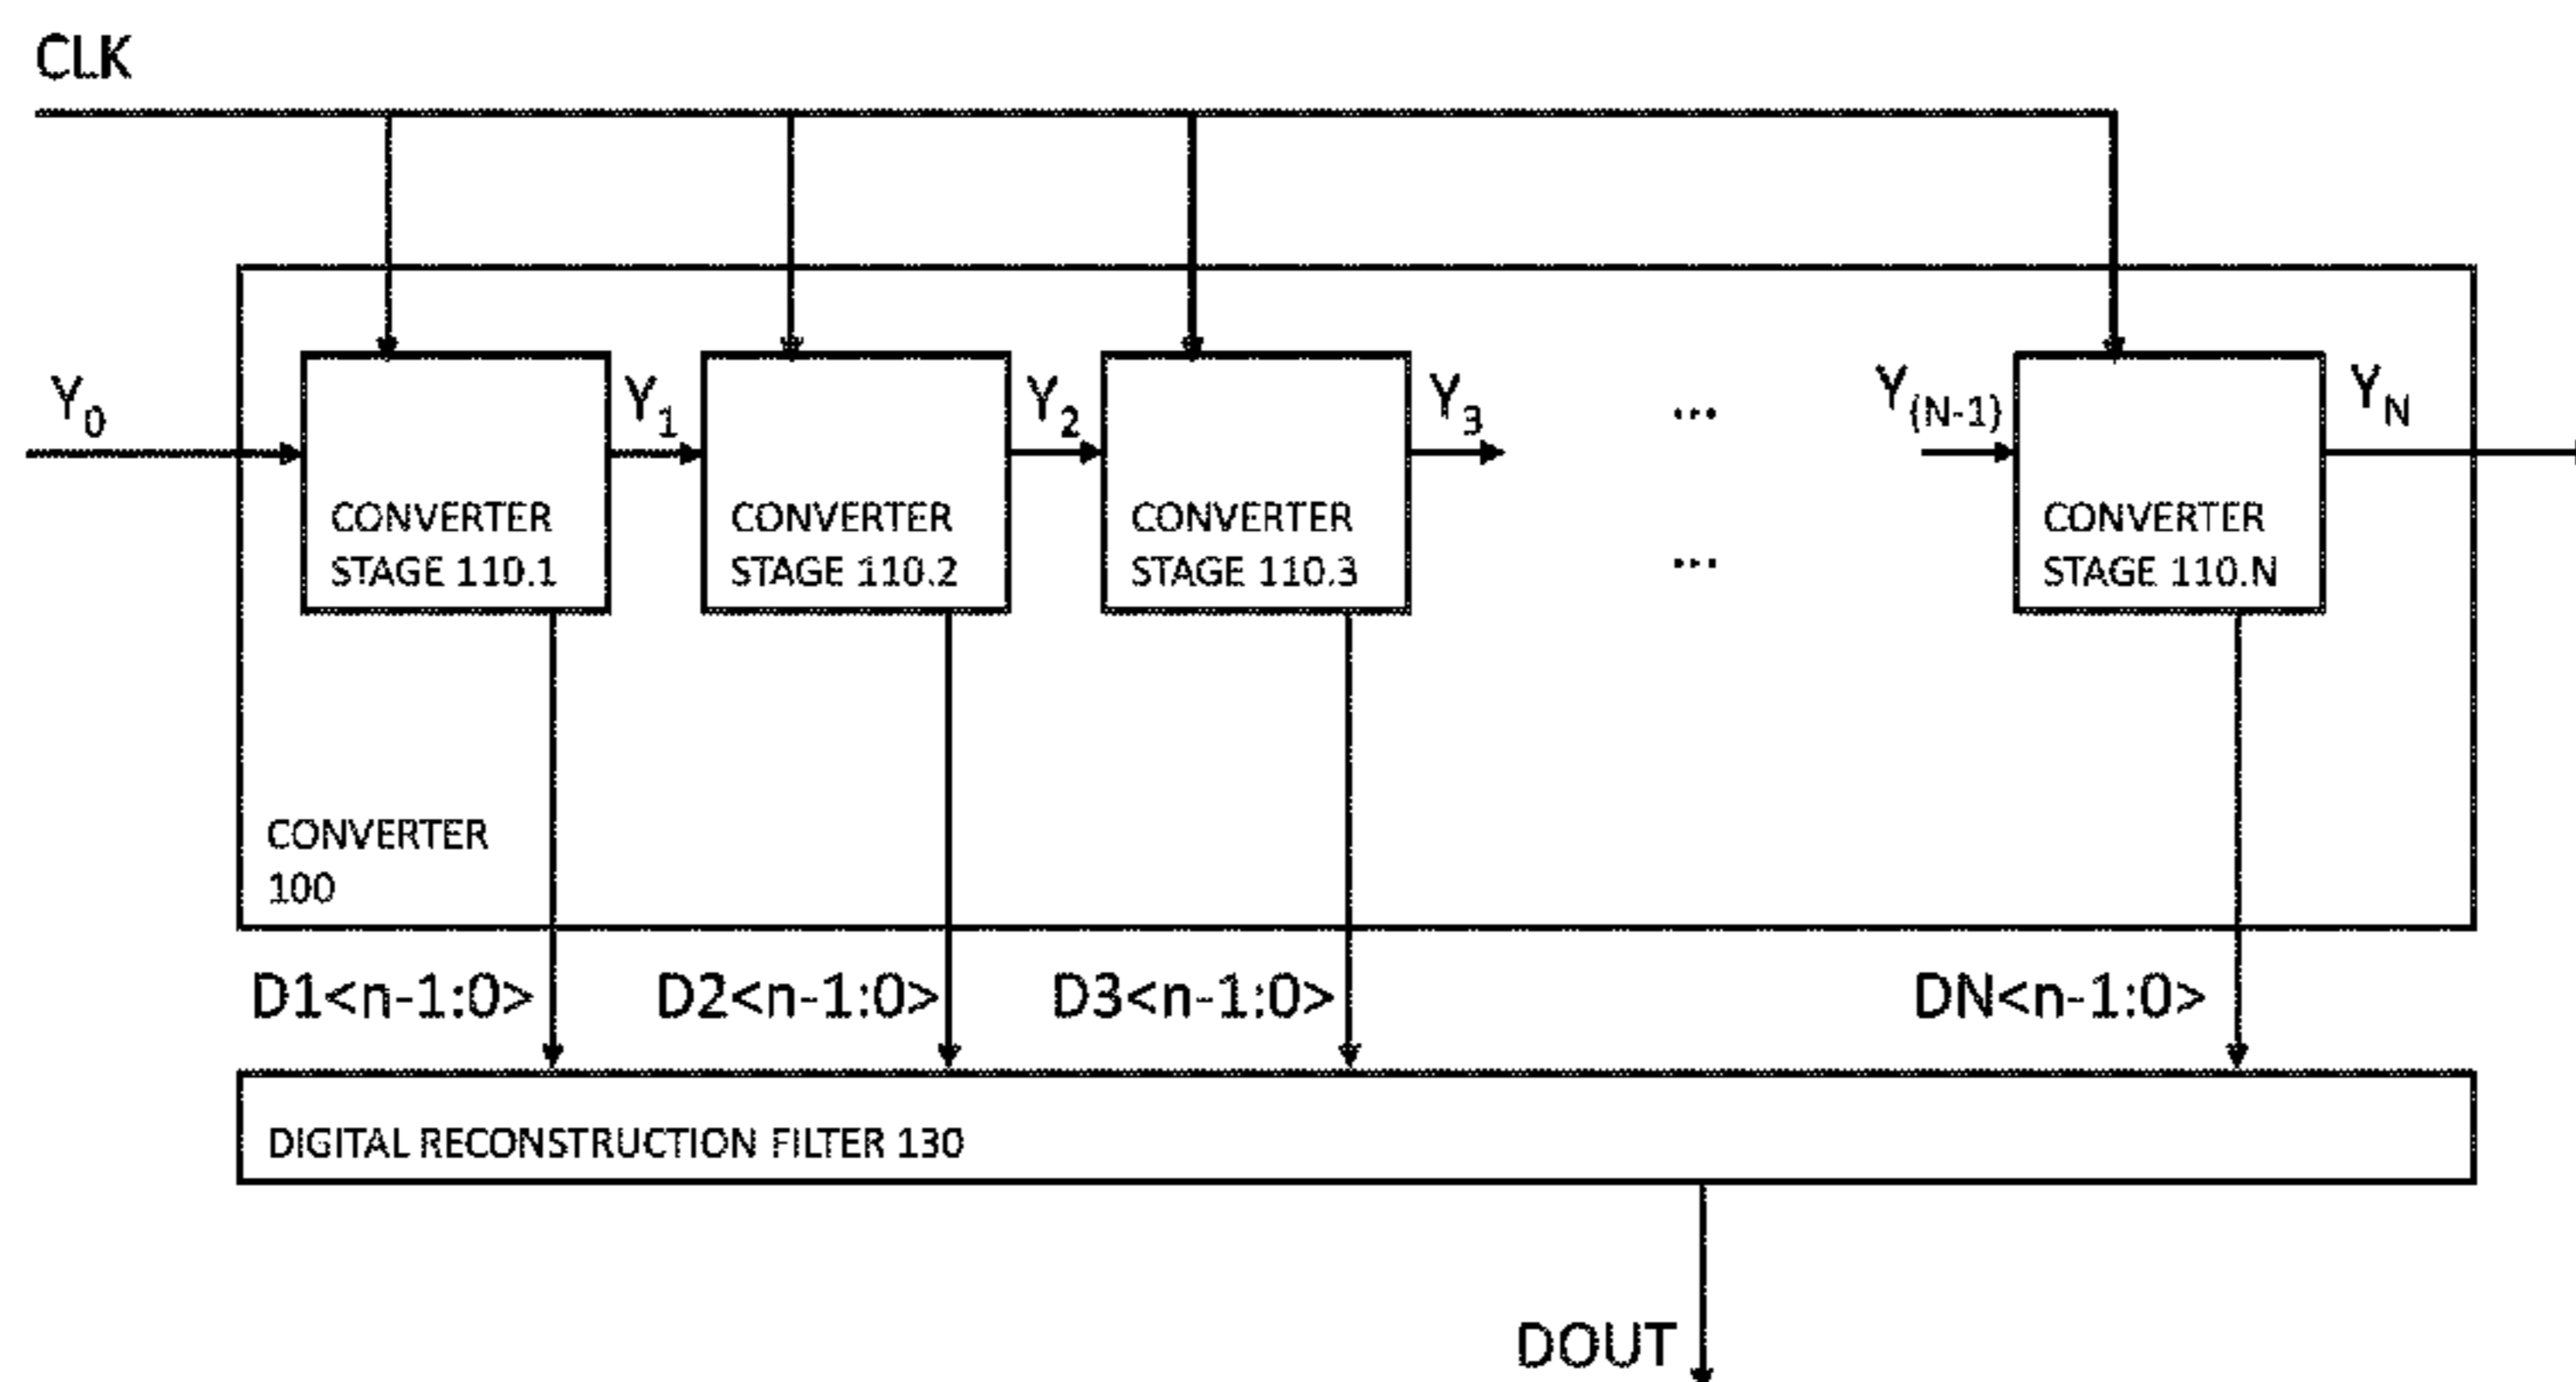 CLK
Y0
Y1
Y2
Y3
...
Y(N-1)
YN
CONVERTER
STAGE 110.1
CONVERTER
STAGE 110.2
CONVERTER
STAGE 110.3
...
CONVERTER
STAGE 110.N
CONVERTER
100
D1<n-1:0>
D2<n-1:0>
D3<n-1:0>
DN<n-1:0>
DIGITAL RECONSTRUCTION FILTER 130
DOUT